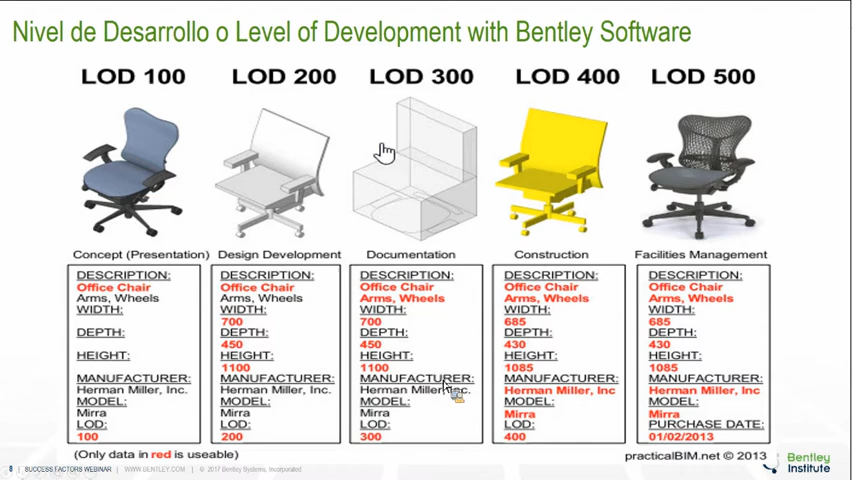 Nivel de Desarrollo o Level of Development with Bentley Software
LOD 100
LOD 200
LOD 300
LOD 400
LOD 500
Concept (Presentation)
Design Development
Documentation
Construction
Facilities Management
DESCRIPTION:
Office Chair
Arms, Wheels
WIDTH:
DEPTH:
HEIGHT:
MANUFACTURER:
Herman Miller, Inc.
MODEL:
Mirra
LOD:
100
DESCRIPTION:
Office Chair
Arms, Wheels
WIDTH:
700
DEPTH:
450
HEIGHT:
1100
MANUFACTURER:
Herman Miller, Inc.
MODEL:
Mirra
LOD:
200
DESCRIPTION:
Office Chair
Arms, Wheels
WIDTH:
700
DEPTH:
450
HEIGHT:
1100
MANUFACTURER:
Herman Miller, Inc.
MODEL:
Mirra
LOD:
300
DESCRIPTION:
Office Chair
Arms, Wheels
WIDTH:
685
DEPTH:
430
HEIGHT:
1085
MANUFACTURER:
Herman Miller, Inc
MODEL:
Mirra
LOD:
400
DESCRIPTION:
Office Chair
Arms, Wheels
WIDTH:
685
DEPTH:
430
HEIGHT:
1085
MANUFACTURER:
Herman Miller, Inc
MODEL:
Mirra
PURCHASE DATE:
01/02/2013
(Only data in red is useable)
practicalBIM.net © 2013
8 | SUCCESS FACTORS WEBINAR | WWW.BENTLEY.COM | © 2017 Bentley Systems, Incorporated
Bentley
Institute